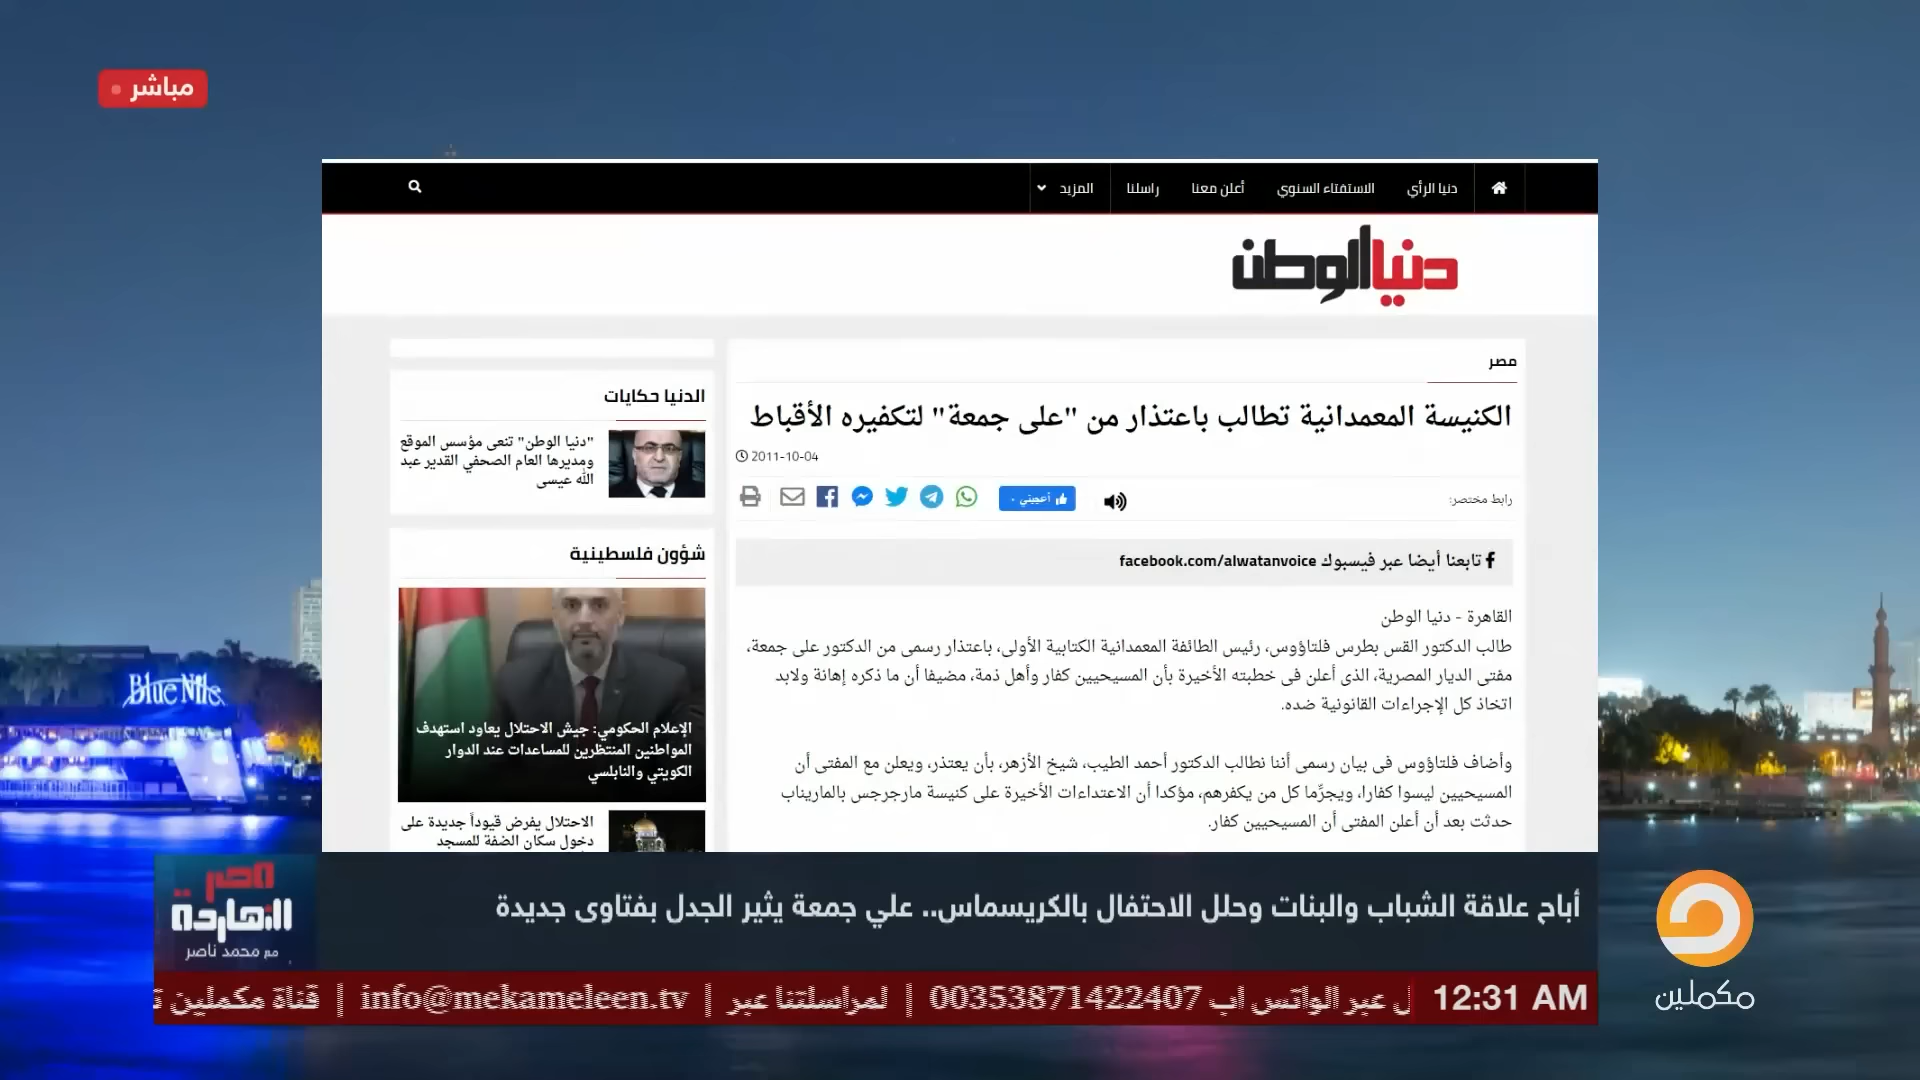 مباشر
دنيا الرأي
الاستفتاء السنوي
أعلن معنا
راسلنا
المزيد
دنيا الوطن
مصر
الكنيسة المعمدانية تطالب باعتذار من "على جمعة" لتكفيره الأقباط
2011-10-04
رابط مختصر:
أعجبني
تابعنا أيضا عبر فيسبوك facebook.com/alwatanvoice
القاهرة - دنيا الوطن
طالب الدكتور القس بطرس فلتاؤوس، رئيس الطائفة المعمدانية الكتابية الأولى، باعتذار رسمى من الدكتور على جمعة،
مفتى الديار المصرية، الذى أعلن فى خطبته الأخيرة بأن المسيحيين كفار وأهل ذمة، مضيفا أن ما ذكره إهانة ولابد
اتخاذ كل الإجراءات القانونية ضده.
وأضاف فلتاؤوس فى بيان رسمى أننا نطالب الدكتور أحمد الطيب، شيخ الأزهر، بأن يعتذر، ويعلن مع المفتى أن
المسيحيين ليسوا كفارا، ويجرِّما كل من يكفرهم، مؤكدا أن الاعتداءات الأخيرة على كنيسة مارجرجس بالماريناب
حدثت بعد أن أعلن المفتى أن المسيحيين كفار.
الدنيا حكايات
"دنيا الوطن" تنعى مؤسس الموقع
ومديرها العام الصحفي القدير عبد
الله عيسى
شؤون فلسطينية
الإعلام الحكومي: جيش الاحتلال يعاود استهدف
المواطنين المنتظرين للمساعدات عند الدوار
الكويتي والنابلسي
الاحتلال يفرض قيوداً جديدة على
دخول سكان الضفة للمسجد
Blue Nile
أباح علاقة الشباب والبنات وحلل الاحتفال بالكريسماس.. علي جمعة يثير الجدل بفتاوى جديدة
مصر
النهاردة
مع محمد ناصر
12:31 AM
ل عبر الواتس اب 00353871422407 | لمراسلتنا عبر | info@mekameleen.tv | قناة مكملين
مكملين